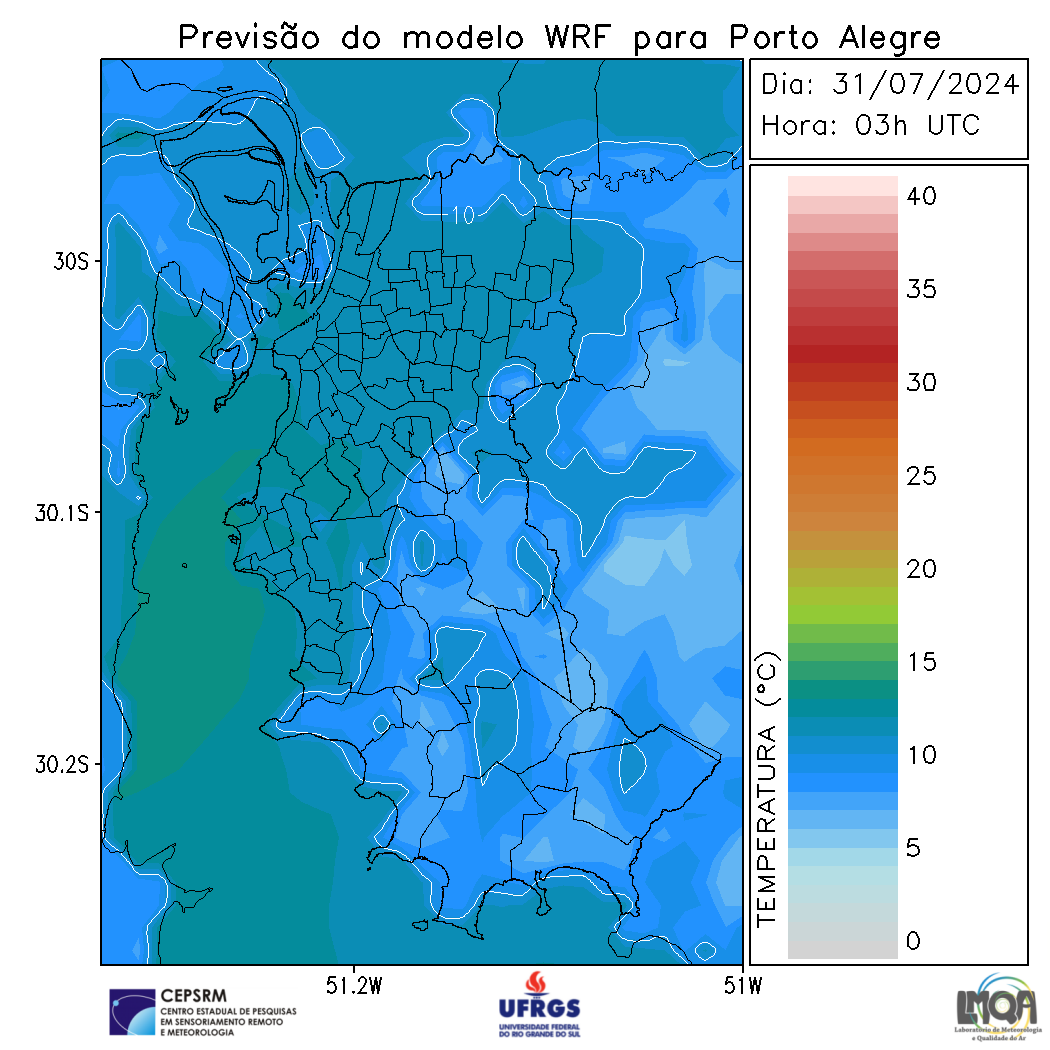 Previsão do modelo WRF para Porto Alegre
Dia: 31/07/2024
Hora: 03h UTC
40
35
30
25
20
15
10
5
0
TEMPERATURA (°C)
10
30S
30.1S
30.2S
51.2W
51W
CEPSRM
CENTRO ESTADUAL DE PESQUISAS
EM SENSORIAMENTO REMOTO
E METEOROLOGIA
UFRGS
UNIVERSIDADE FEDERAL
DO RIO GRANDE DO SUL
LMQA
Laboratório de Meteorologia
e Qualidade do Ar